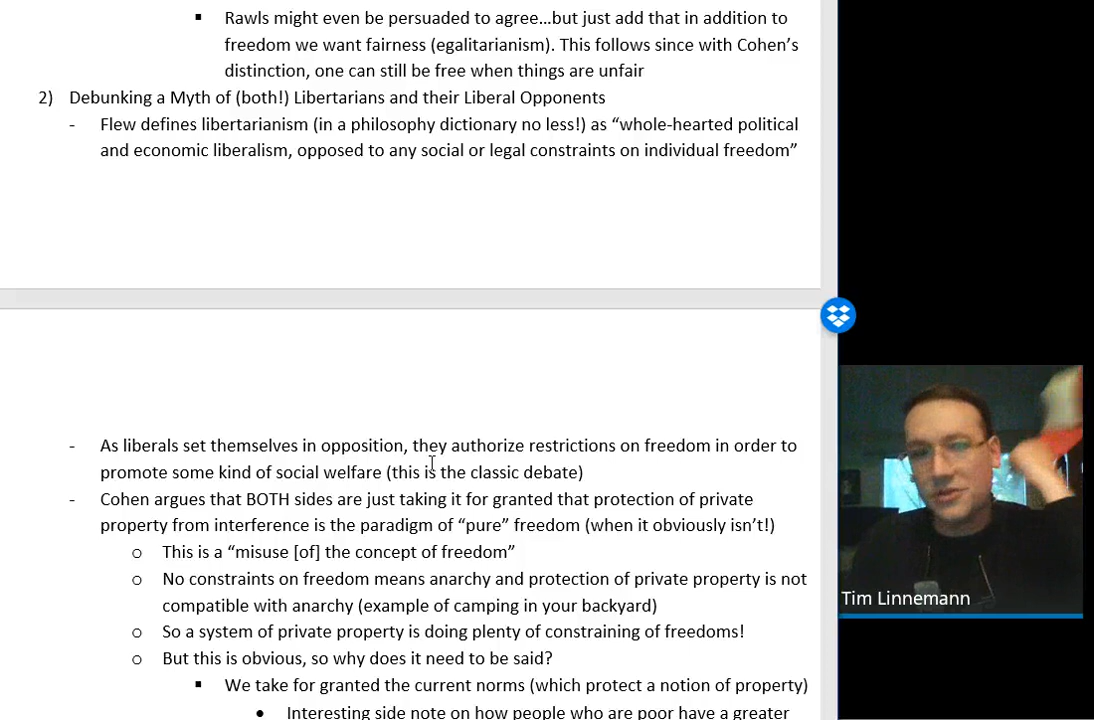 ▪ Rawls might even be persuaded to agree…but just add that in addition to
freedom we want fairness (egalitarianism). This follows since with Cohen’s
distinction, one can still be free when things are unfair
2) Debunking a Myth of (both!) Libertarians and their Liberal Opponents
- Flew defines libertarianism (in a philosophy dictionary no less!) as “whole-hearted political
and economic liberalism, opposed to any social or legal constraints on individual freedom”
- As liberals set themselves in opposition, they authorize restrictions on freedom in order to
promote some kind of social welfare (this is the classic debate)
- Cohen argues that BOTH sides are just taking it for granted that protection of private
property from interference is the paradigm of “pure” freedom (when it obviously isn’t!)
o This is a “misuse [of] the concept of freedom”
o No constraints on freedom means anarchy and protection of private property is not
compatible with anarchy (example of camping in your backyard)
o So a system of private property is doing plenty of constraining of freedoms!
o But this is obvious, so why does it need to be said?
▪ We take for granted the current norms (which protect a notion of property)
• Interesting side note on how people who are poor have a greater
Tim Linnemann